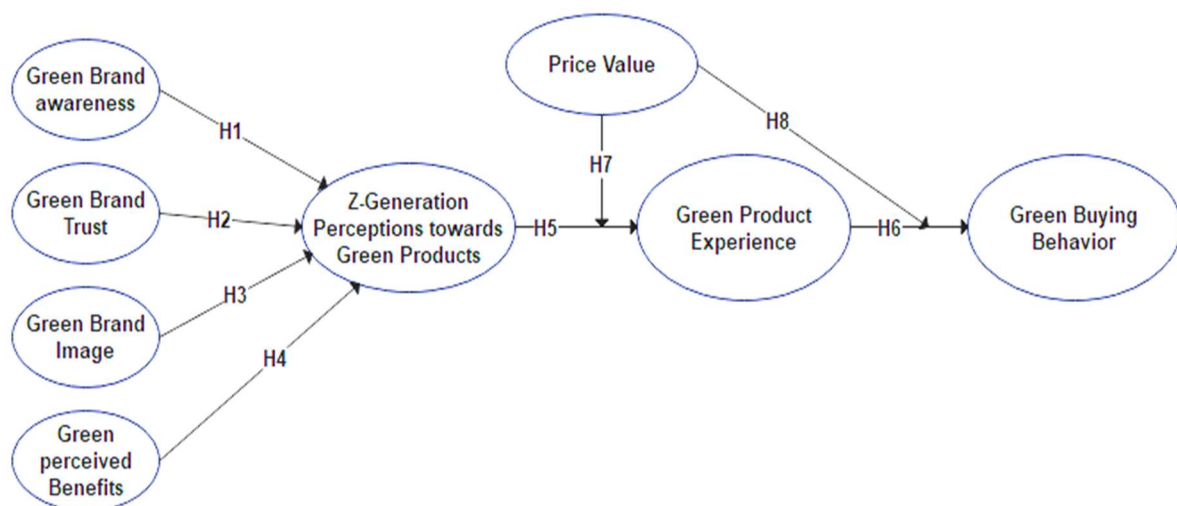 Green Brand
awareness
H1
Green Brand
Trust
H2
Green Brand
Image
H3
Green
perceived
Benefits
H4
Z-Generation
Perceptions towards
Green Products
H5
Price Value
H7
H8
Green Product
Experience
H6
Green Buying
Behavior